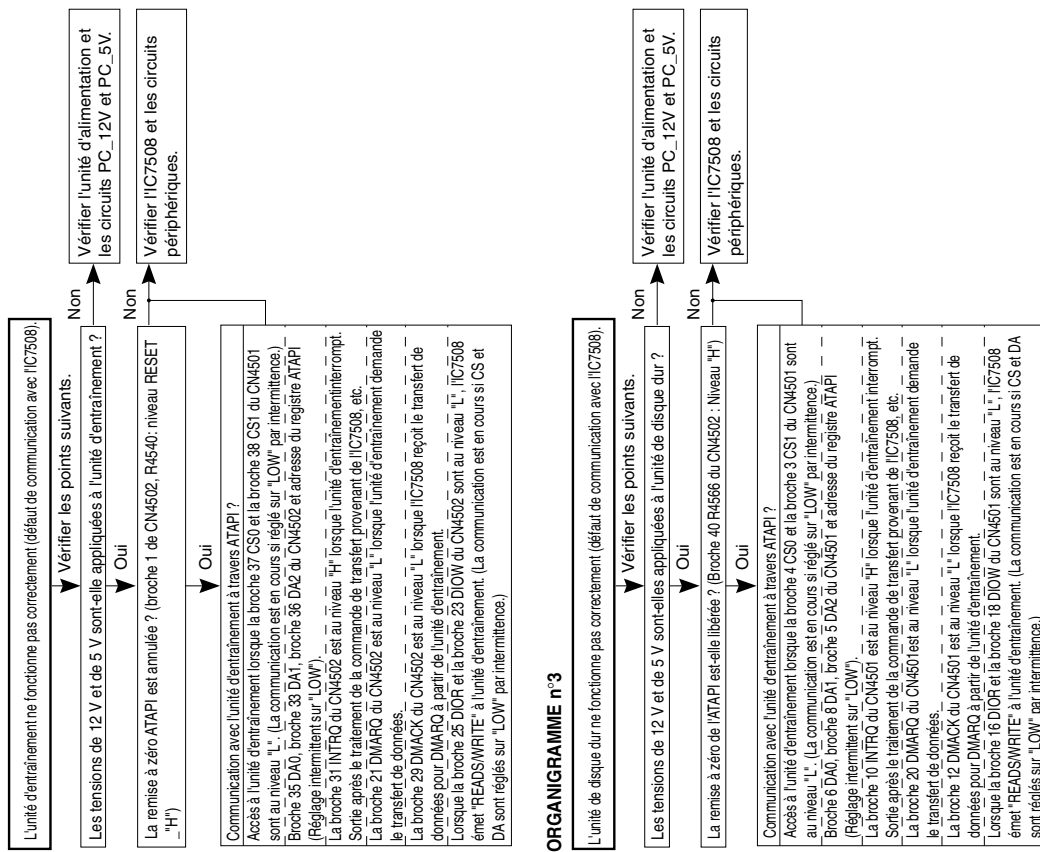 L'unité d'entraînement ne fonctionne pas correctement (défaut de communication avec l'IC7508).
Vérifier les points suivants.
Les tensions de 12 V et de 5 V sont-elle appliquées à l'unité d'entraînement ?
Non
Vérifier l'unité d'alimentation et
les circuits PC_12V et PC_5V.
Oui
La remise à zéro ATAPI est annulée ? (broche 1 de CN4502, R4540: niveau RESET
_"H")
Non
Vérifier l'IC7508 et les circuits
périphériques.
Oui
Communication avec l'unité d'entraînement à travers ATAPI ?
Accès à l'unité d'entraînement lorsque la broche 37 CS0 et la broche 38 CS1 du CN4501
sont au niveau "L". (La communication est en cours si réglé sur "LOW" par intermittence.)
Broche 35 DA0, broche 33 DA1, broche 36 DA2 du CN4502 et adresse du registre ATAPI
(Réglage intermittent sur "LOW").
La broche 31 INTRQ du CN4502 est au niveau "H" lorsque l'unité d'entraînementinterrompt.
Sortie après le traitement de la commande de transfert provenant de l'IC7508, etc.
La broche 21 DMARQ du CN4502 est au niveau "L" lorsque l'unité d'entraînement demande
le transfert de données.
La broche 29 DMACK du CN4502 est au niveau "L" lorsque l'IC7508 reçoit le transfert de
données pour DMARQ à partir de l'unité d'entraînement.
Lorsque la broche 25 DIOR et la broche 23 DIOW du CN4502 sont au niveau "L", l'IC7508
émet "READS/WRITE" à l'unité d'entraînement. (La communication est en cours si CS et
DA sont réglés sur "LOW" par intermittence.)
ORGANIGRAMME n°3
L'unité de disque dur ne fonctionne pas correctement (défaut de communication avec l'IC7508).
Vérifier les points suivants.
Les tensions de 12 V et de 5 V sont-elles appliquées à l'unité de disque dur ?
Non
Vérifier l'unité d'alimentation et
les circuits PC_12V et PC_5V.
Oui
La remise à zéro de l'ATAPI est-elle libérée ? (Broche 40 R4566 du CN4502 : Niveau "H")
Non
Vérifier l'IC7508 et les circuits
périphériques.
Oui
Communication avec l'unité d'entraînement à travers ATAPI ?
Accès à l'unité d'entraînement lorsque la broche 4 CS0 et la broche 3 CS1 du CN4501 sont
au niveau "L". (La communication est en cours si réglé sur "LOW" par intermittence.)
Broche 6 DA0, broche 8 DA1, broche 5 DA2 du CN4501 et adresse du registre ATAPI
(Réglage intermittent sur "LOW").
La broche 10 INTRQ du CN4501 est au niveau "H" lorsque l'unité d'entraînement interrompt.
Sortie après le traitement de la commande de transfert provenant de l'IC7508, etc.
La broche 20 DMARQ du CN4501est au niveau "L" lorsque l'unité d'entraînement demande
le transfert de données.
La broche 12 DMACK du CN4501 est au niveau "L" lorsque l'IC7508 reçoit le transfert de
données pour DMARQ à partir de l'unité d'entraînement.
Lorsque la broche 16 DIOR et la broche 18 DIOW du CN4501 sont au niveau "L", l'IC7508
émet "READS/WRITE" à l'unité d'entraînement. (La communication est en cours si CS et DA
sont réglés sur "LOW" par intermittence.)